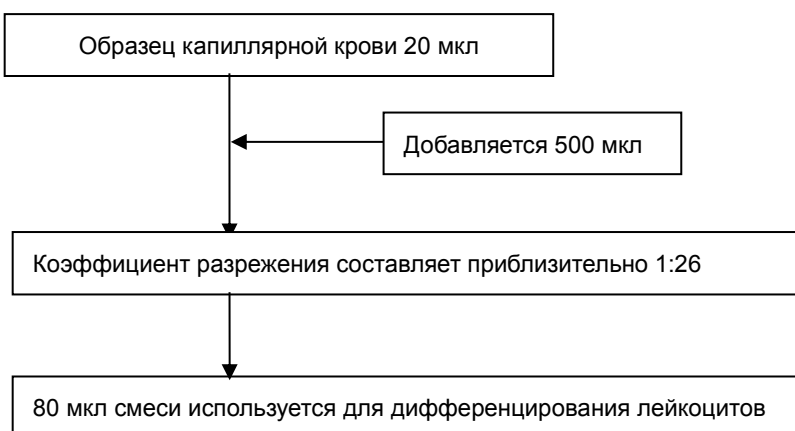 Образец капиллярной крови 20 мкл
Добавляется 500 мкл
Коэффициент разрежения составляет приблизительно 1:26
80 мкл смеси используется для дифференцирования лейкоцитов